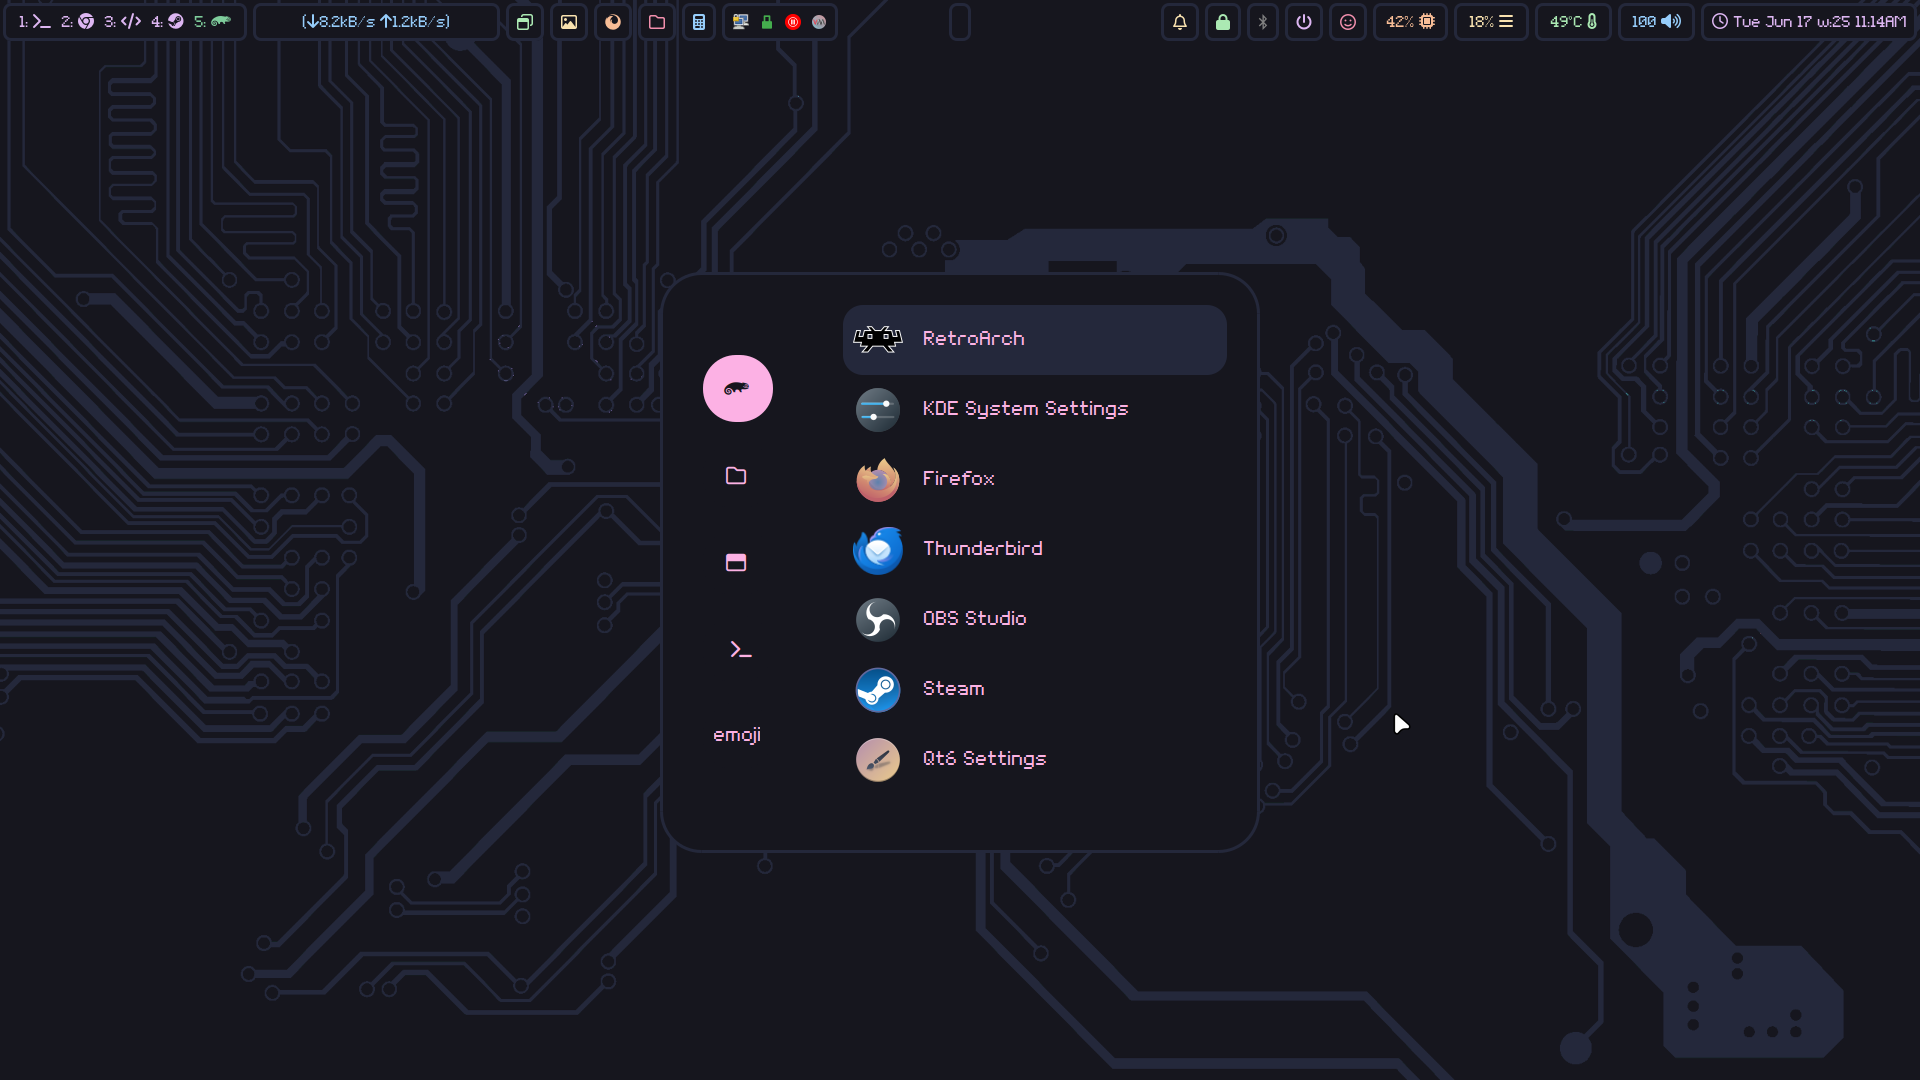 1: 2: 3: 4: 5:
(↓8.2kB/s ↑1.2kB/s)
42%
18%
49°C
100
Tue Jun 17 w:25 11:14AM
RetroArch
KDE System Settings
Firefox
Thunderbird
OBS Studio
Steam
emoji
Qt6 Settings